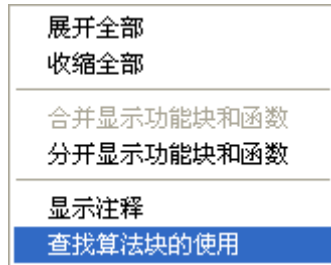 展开全部
收缩全部
合并显示功能块和函数
分开显示功能块和函数
显示注释
查找算法块的使用